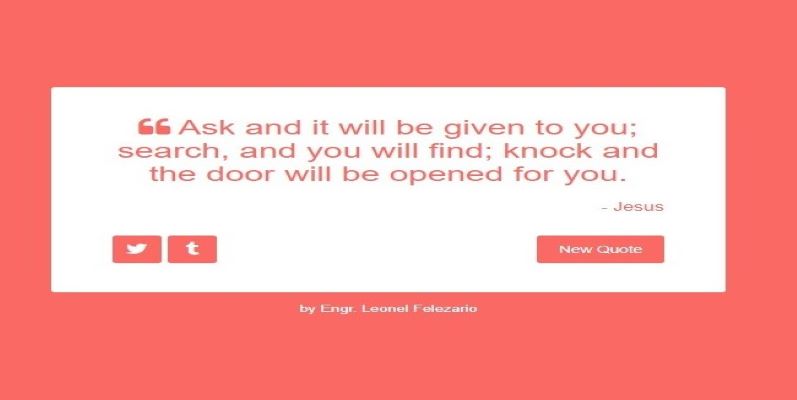 Ask and it will be given to you;
search, and you will find; knock and
the door will be opened for you.
- Jesus
New Quote
by Engr. Leonel Felezario